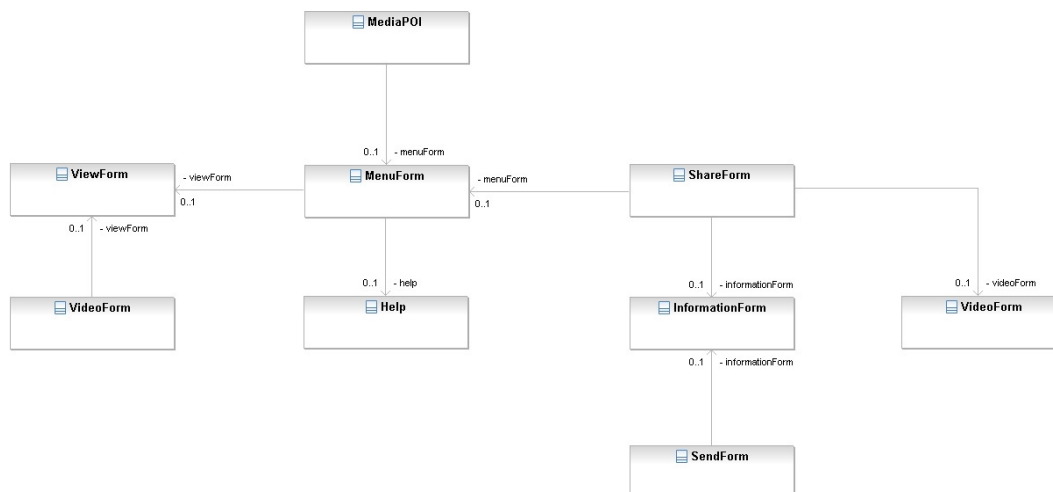 MediaPOI
0..1 - menuForm
ViewForm
MenuForm
ShareForm
- viewForm
0..1
- menuForm
0..1
0..1 - viewForm
0..1 - help
0..1 - informationForm
0..1 - videoForm
VideoForm
Help
InformationForm
VideoForm
0..1 - informationForm
SendForm